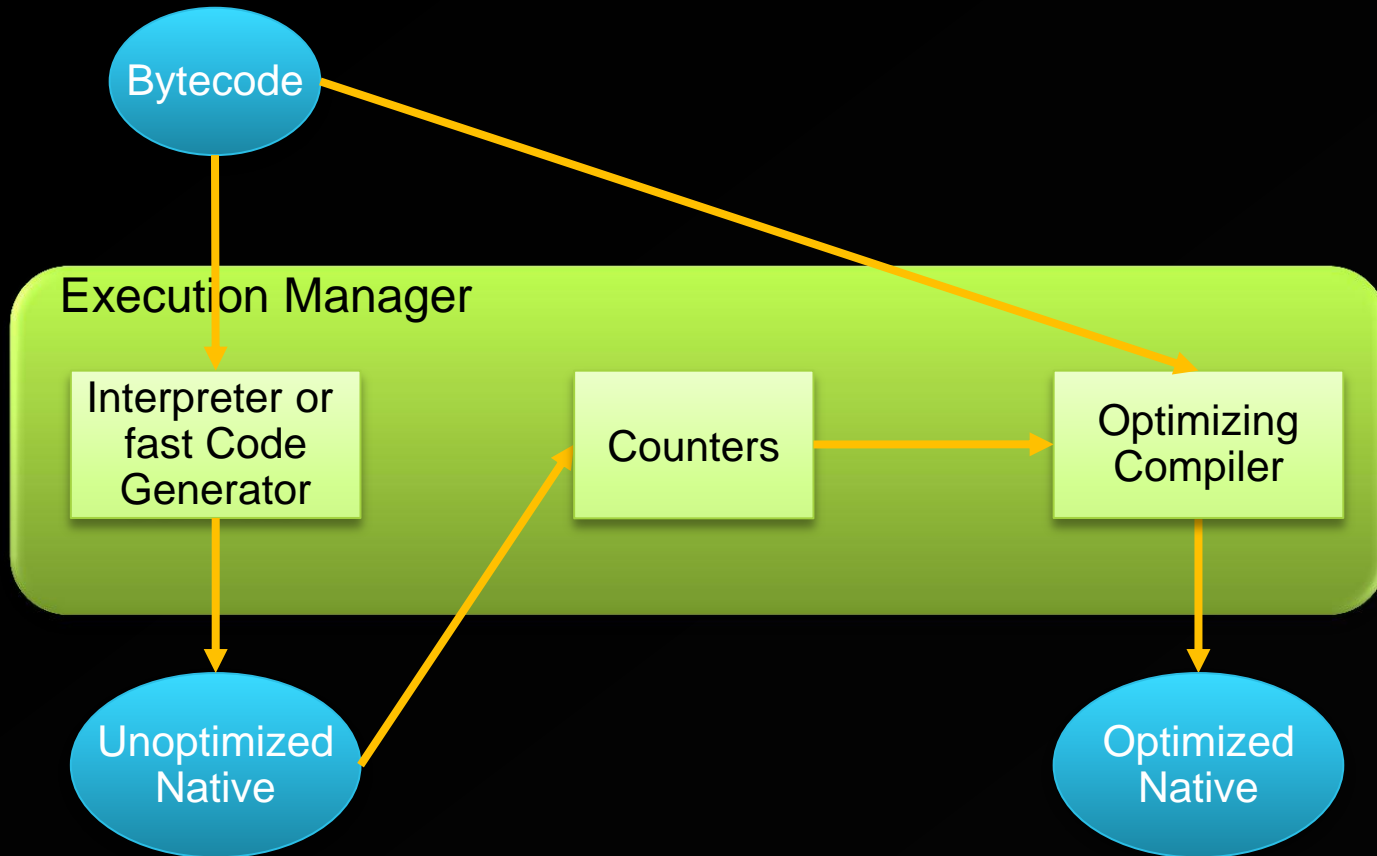 Bytecode
Execution Manager
Interpreter or
fast Code
Generator
Counters
Optimizing
Compiler
Unoptimized
Native
Optimized
Native